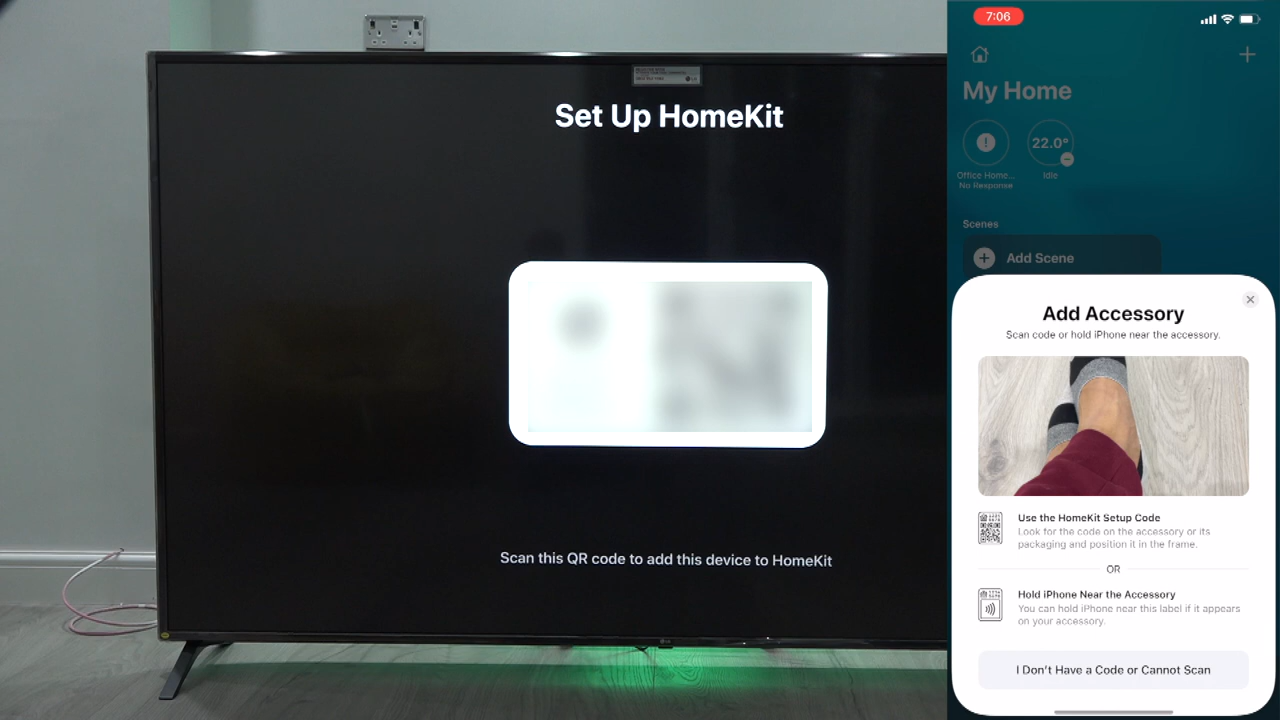 Set Up HomeKit
Scan this QR code to add this device to HomeKit
LG
7:06
My Home
22.0°
Office Home...
No Response
Idle
Scenes
Add Scene
Add Accessory
Scan code or hold iPhone near the accessory.
Use the HomeKit Setup Code
Look for the code on the accessory or its
packaging and position it in the frame.
OR
Hold iPhone Near the Accessory
You can hold iPhone near this label if it appears
on your accessory.
I Don't Have a Code or Cannot Scan